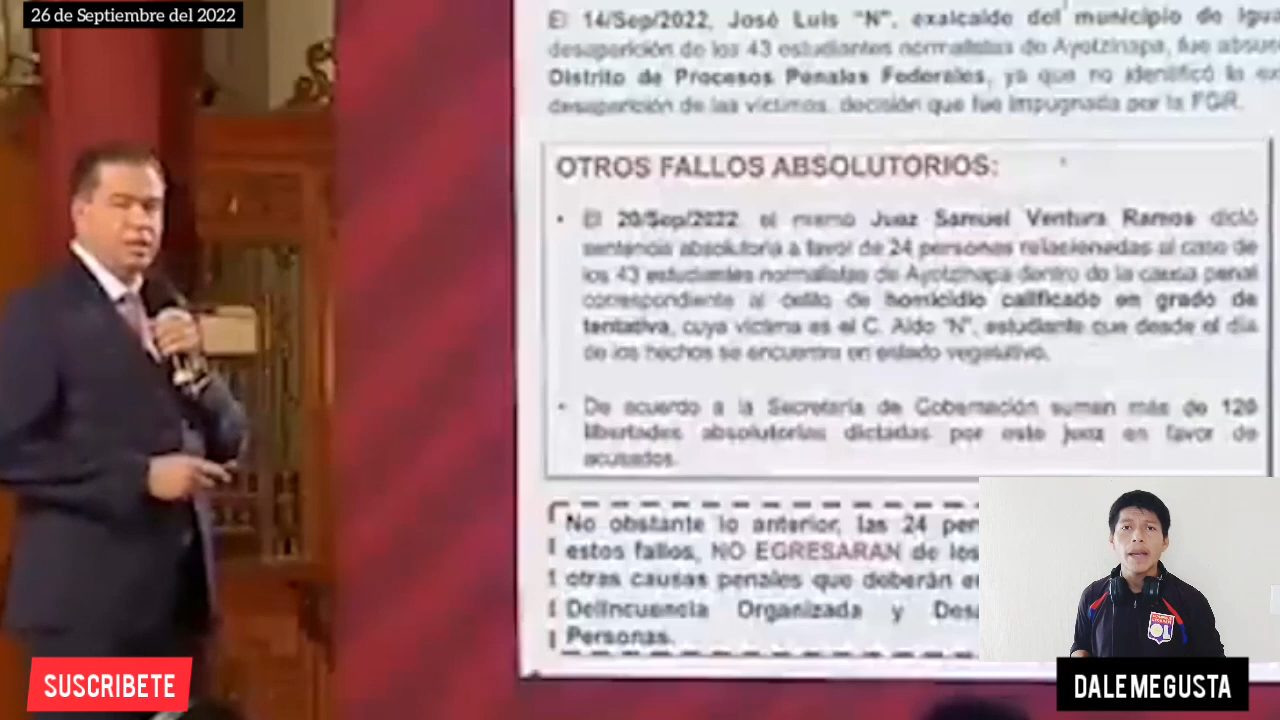 26 de Septiembre del 2022
El 14/Sep/2022, José Luis "N", exalcalde del municipio de
desaparición de los 43 estudiantes normalistas de Ayotzinapa, fue
Distrito de Procesos Penales Federales, ya que no identificó la
desaparición de las víctimas, decisión que fue impugnada por la FGR.
OTROS FALLOS ABSOLUTORIOS:
• El 20/Sep/2022, el mismo Juez Samuel Ventura Ramos dictó
sentencia absolutoria a favor de 24 personas relacionadas al caso de
los 43 estudiantes normalistas de Ayotzinapa dentro de la causa penal
correspondiente al delito de homicidio calificado en grado de
tentativa, cuya víctima es el C. Aldo "N", estudiante que desde el día
de los hechos se encuentra en estado vegetativo.
• De acuerdo a la Secretaría de Gobernación suman más de 120
libertades absolutorias dictadas por este juez en favor de
acusados.
No obstante lo anterior, las 24
estos fallos, NO EGRESARAN de los
otras causas penales que deberán
Delincuencia Organizada y
Personas.
OL
SUSCRIBETE
DALE ME GUSTA